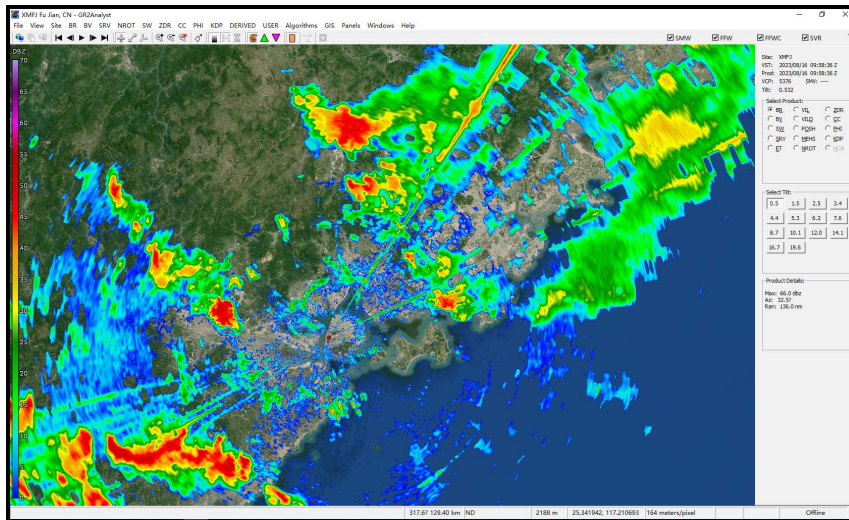 XMFJ Fu Jian, CN - GR2Analyst
File View Site BR BV SRV NROT SW ZDR CC PHI KDP DERIVED USER Algorithms GIS Panels Windows Help
SMW FFW FFWC SVR
DBZ
70
65
60
55
50
45
40
35
30
25
20
15
10
5
0
Site: XMFJ
VST: 2023/08/16 09:58:36 Z
Prod: 2023/08/16 09:58:36 Z
VCP: 5376 SMV: ---
Tilt: 0.532
Select Product:
BR VIL ZDR
BV VILD CC
SW POSH PHI
SRV MEHS KDP
ET NROT HCA
Select Tilt:
0.5 1.5 2.5 3.4
4.4 5.3 6.2 7.6
8.7 10.1 12.0 14.1
16.7 19.6
Product Details:
Max: 66.0 dbz
Az: 32.5?
Ran: 136.0 nm
317.6? 129.40 km ND 2188 m 25.341942, 117.210693 164 meters/pixel Offline